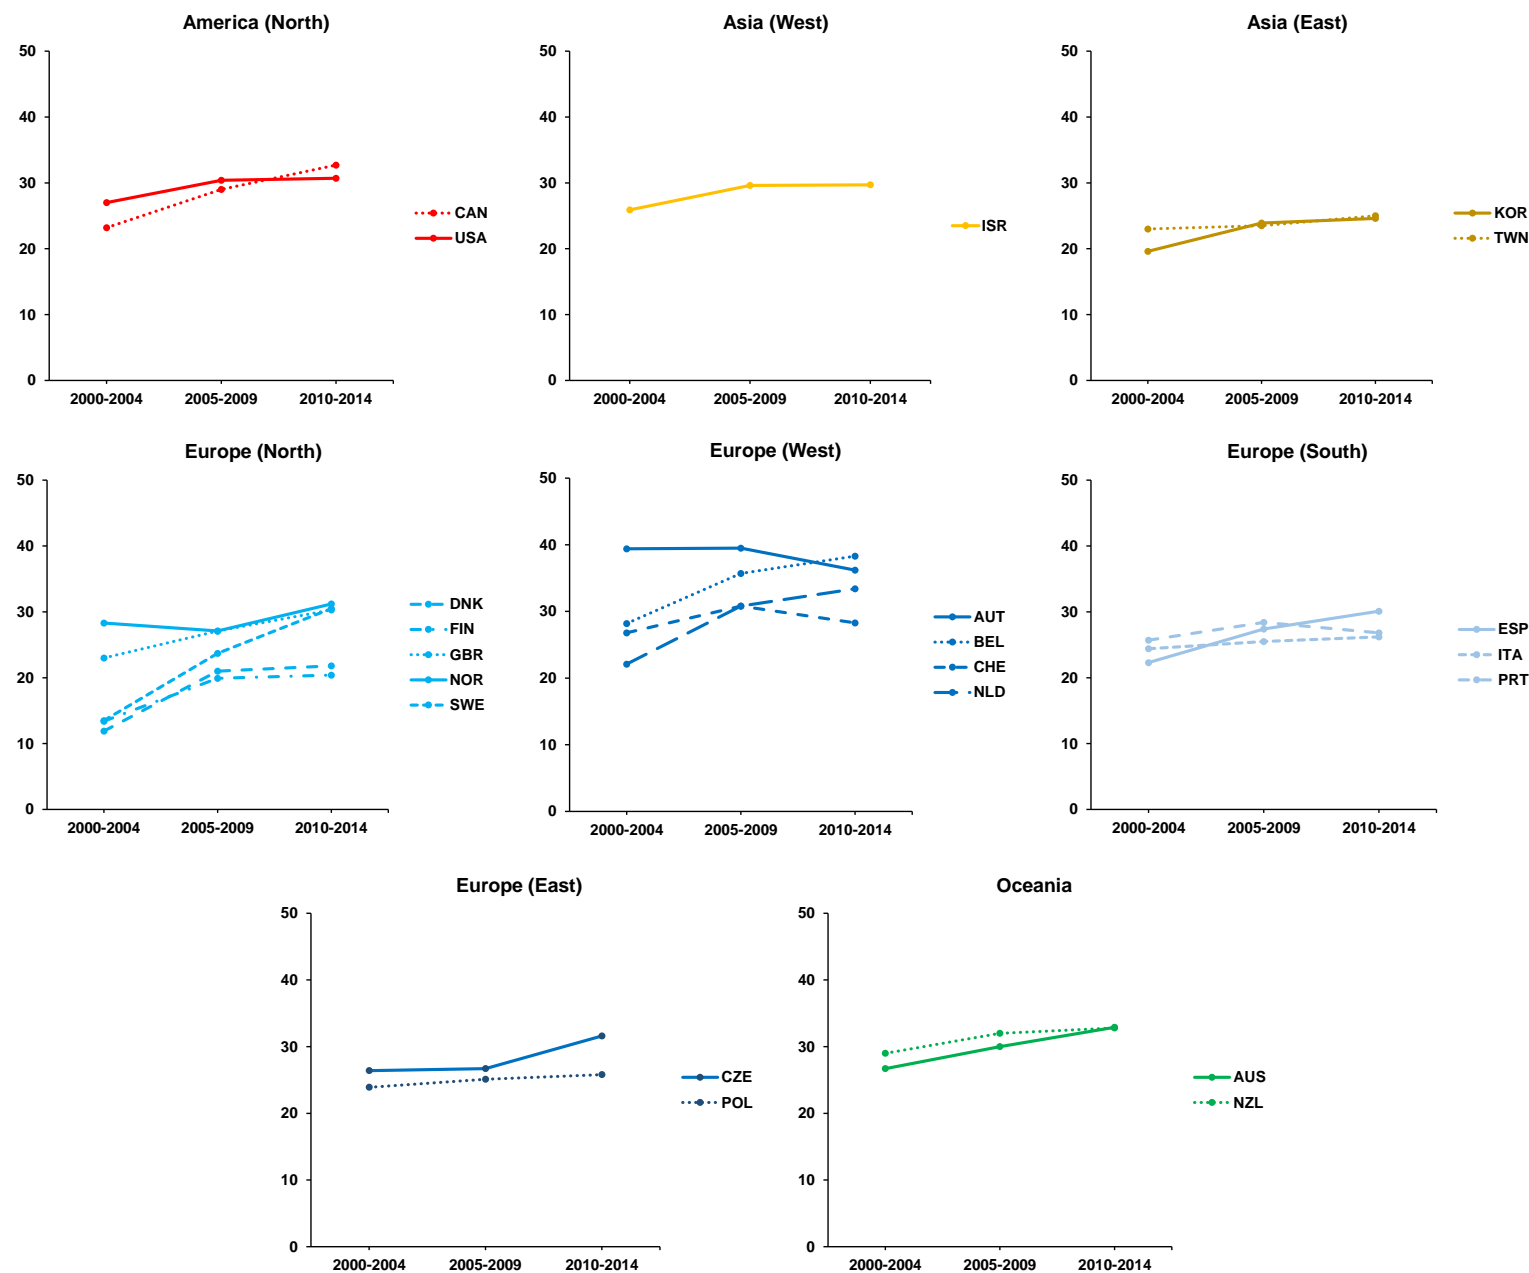 America (North)
50
40
30
20
10
0
2000-2004 2005-2009 2010-2014
CAN
USA
Asia (West)
50
40
30
20
10
0
2000-2004 2005-2009 2010-2014
ISR
Asia (East)
50
40
30
20
10
0
2000-2004 2005-2009 2010-2014
KOR
TWN
Europe (North)
50
40
30
20
10
0
2000-2004 2005-2009 2010-2014
DNK
FIN
GBR
NOR
SWE
Europe (West)
50
40
30
20
10
0
2000-2004 2005-2009 2010-2014
AUT
BEL
CHE
NLD
Europe (South)
50
40
30
20
10
0
2000-2004 2005-2009 2010-2014
ESP
ITA
PRT
Europe (East)
50
40
30
20
10
0
2000-2004 2005-2009 2010-2014
CZE
POL
Oceania
50
40
30
20
10
0
2000-2004 2005-2009 2010-2014
AUS
NZL